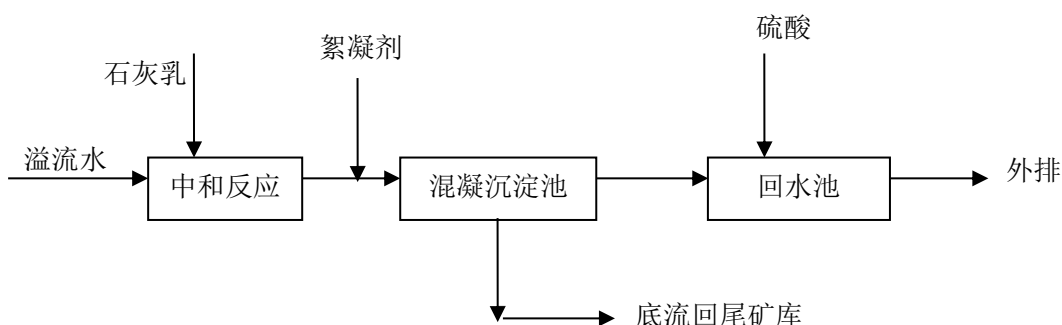 硫酸
絮凝剂
石灰乳
溢流水
中和反应
混凝沉淀池
回水池
外排
底流回尾矿库